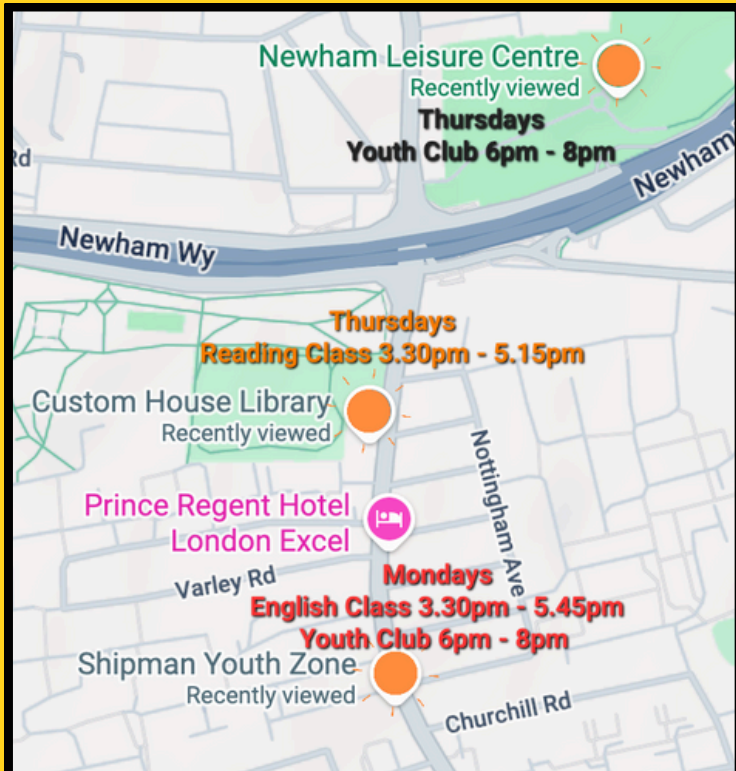 Newham Leisure Centre
Recently viewed
Thursdays
Youth Club 6pm - 8pm
Rd
Newham
Newham Wy
Thursdays
Reading Class 3.30pm - 5.15pm
Custom House Library
Recently viewed
Nottingham Ave
Prince Regent Hotel
London Excel
Varley Rd
Mondays
English Class 3.30pm - 5.45pm
Youth Club 6pm - 8pm
Shipman Youth Zone
Recently viewed
Churchill Rd